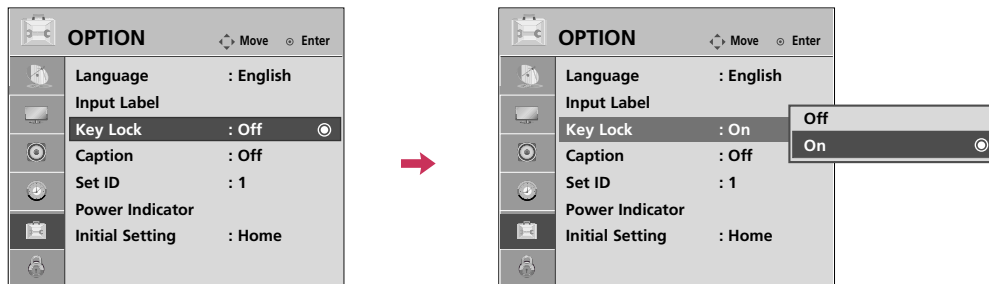 OPTION Move Enter
Language : English
Input Label
Key Lock : Off
Caption : Off
Set ID : 1
Power Indicator
Initial Setting : Home
OPTION Move Enter
Language : English
Input Label
Key Lock : On
Caption : Off
Set ID : 1
Power Indicator
Initial Setting : Home
Off
On